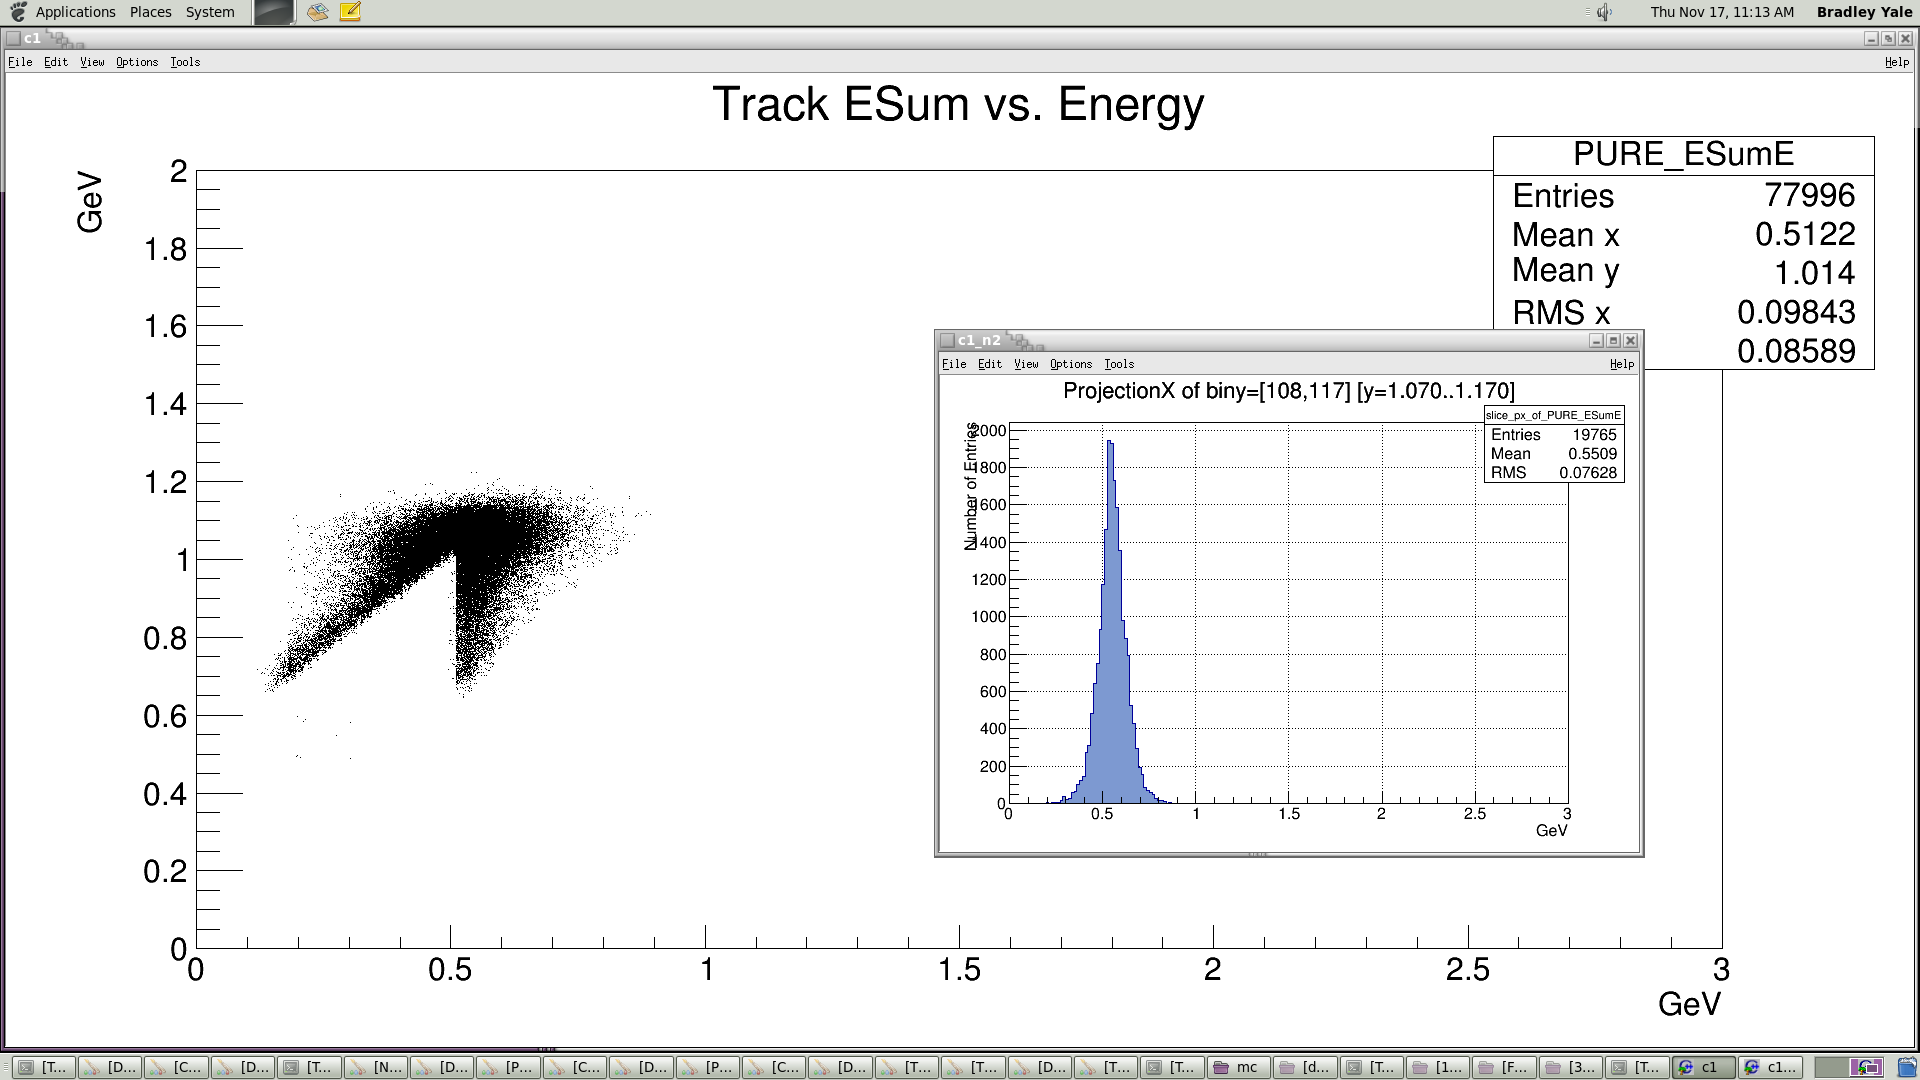 Applications Places System
Thu Nov 17, 11:13 AM Bradley Yale
c1
File Edit View Options Tools Help
Track ESum vs. Energy
PURE_ESumE
Entries 77996
Mean x 0.5122
Mean y 1.014
RMS x 0.09843
0.08589
GeV
2
1.8
1.6
1.4
1.2
1
0.8
0.6
0.4
0.2
0
0 0.5 1 1.5 2 2.5 3
GeV
c1_n2
File Edit View Options Tools Help
ProjectionX of biny=[108,117] [y=1.070..1.170]
slice_px_of_PURE_ESumE
Entries 19765
Mean 0.5509
RMS 0.07628
Number of Entries
2000
1800
1600
1400
1200
1000
800
600
400
200
0
0 0.5 1 1.5 2 2.5 3
GeV
[T... [D... [C... [D... [T... [N... [D... [P... [C... [D... [P... [C... [D... [T... [T... [D... [T... [T... mc [d... [T... [1... [F... [3... [T... c1 c1...